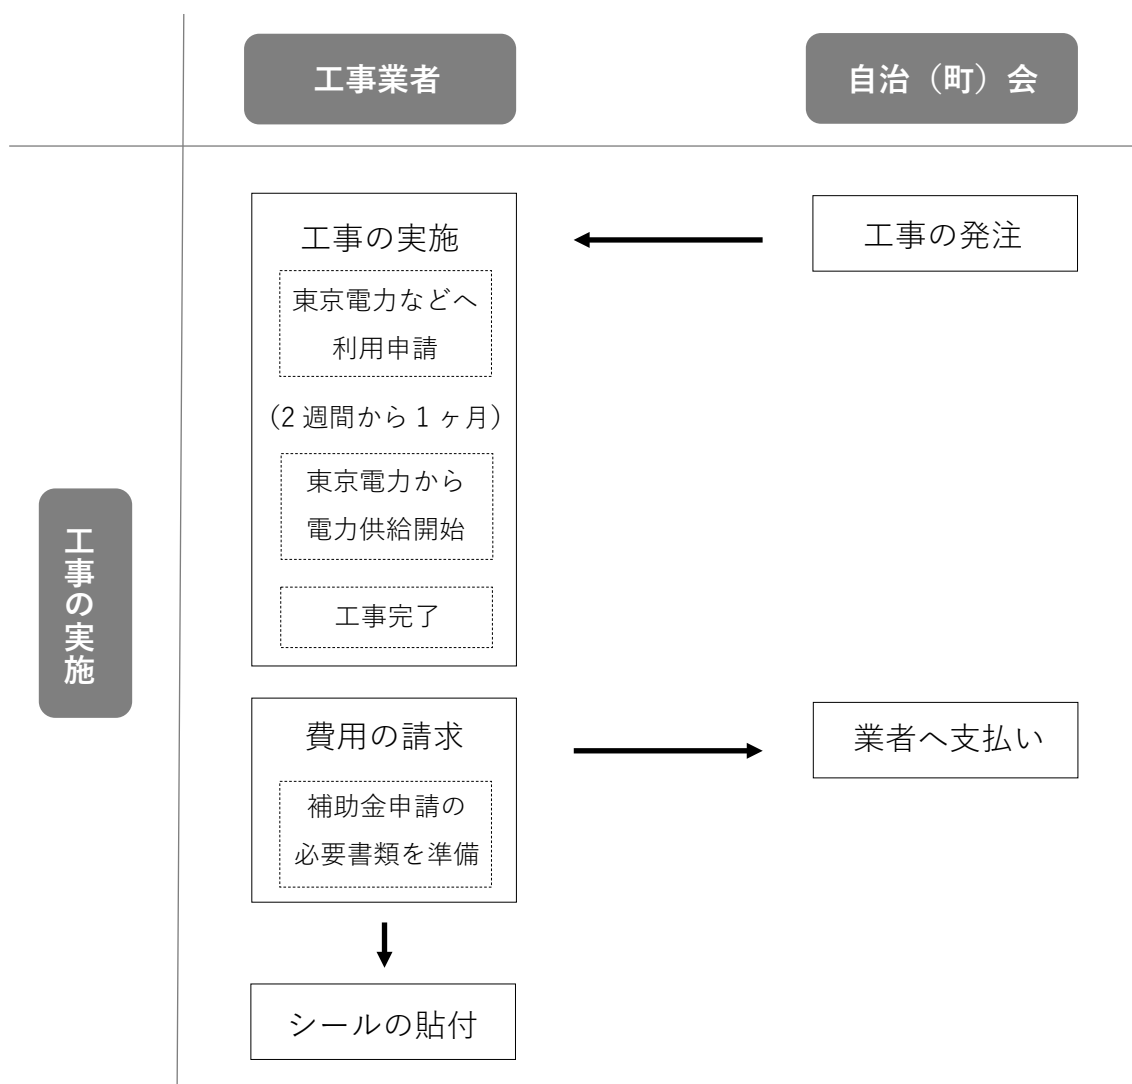 工事業者
自治（町）会
工事の実施
工事の実施
東京電力などへ
利用申請
（2 週間から 1 ヶ月）
東京電力から
電力供給開始
工事完了
工事の発注
費用の請求
補助金申請の
必要書類を準備
業者へ支払い
シールの貼付